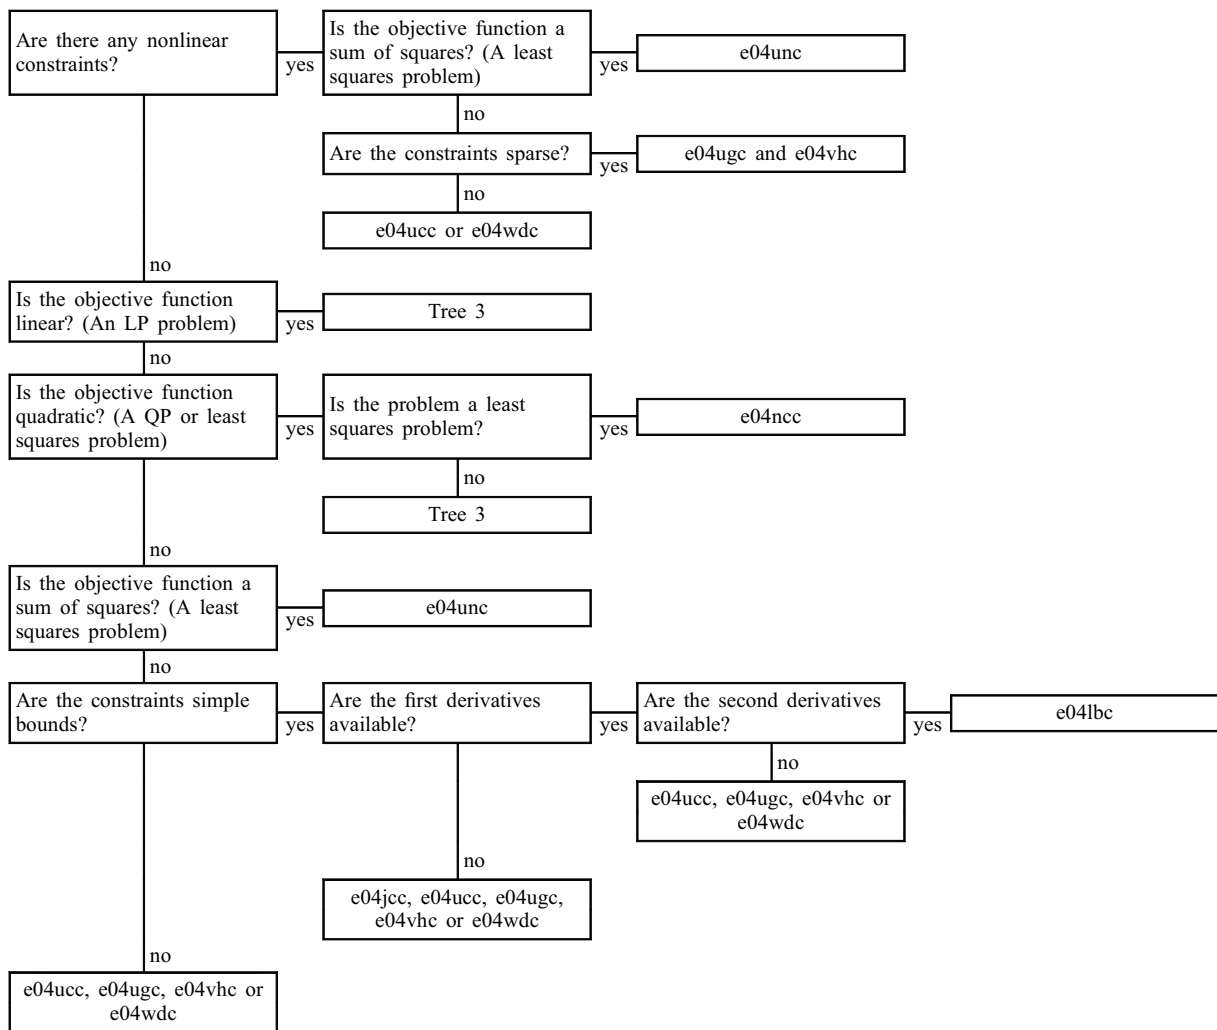 Are there any nonlinear
constraints?
yes
Is the objective function a
sum of squares? (A least
squares problem)
yes
e04unc
no
Are the constraints sparse?
yes
e04ugc and e04vhc
no
e04ucc or e04wdc
no
Is the objective function
linear? (An LP problem)
yes
Tree 3
no
Is the objective function
quadratic? (A QP or least
squares problem)
yes
Is the problem a least
squares problem?
yes
e04ncc
no
Tree 3
no
Is the objective function a
sum of squares? (A least
squares problem)
yes
e04unc
no
Are the constraints simple
bounds?
yes
Are the first derivatives
available?
yes
Are the second derivatives
available?
yes
e04lbc
no
e04ucc, e04ugc, e04vhc or
e04wdc
no
e04jcc, e04ucc, e04ugc,
e04vhc or e04wdc
no
e04ucc, e04ugc, e04vhc or
e04wdc